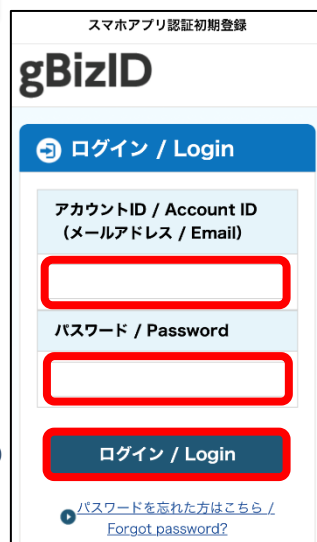 スマホアプリ認証初期登録
gBizID
ログイン / Login
アカウントID / Account ID
（メールアドレス / Email）
パスワード / Password
ログイン / Login
パスワードを忘れた方はこちら /
Forgot password?